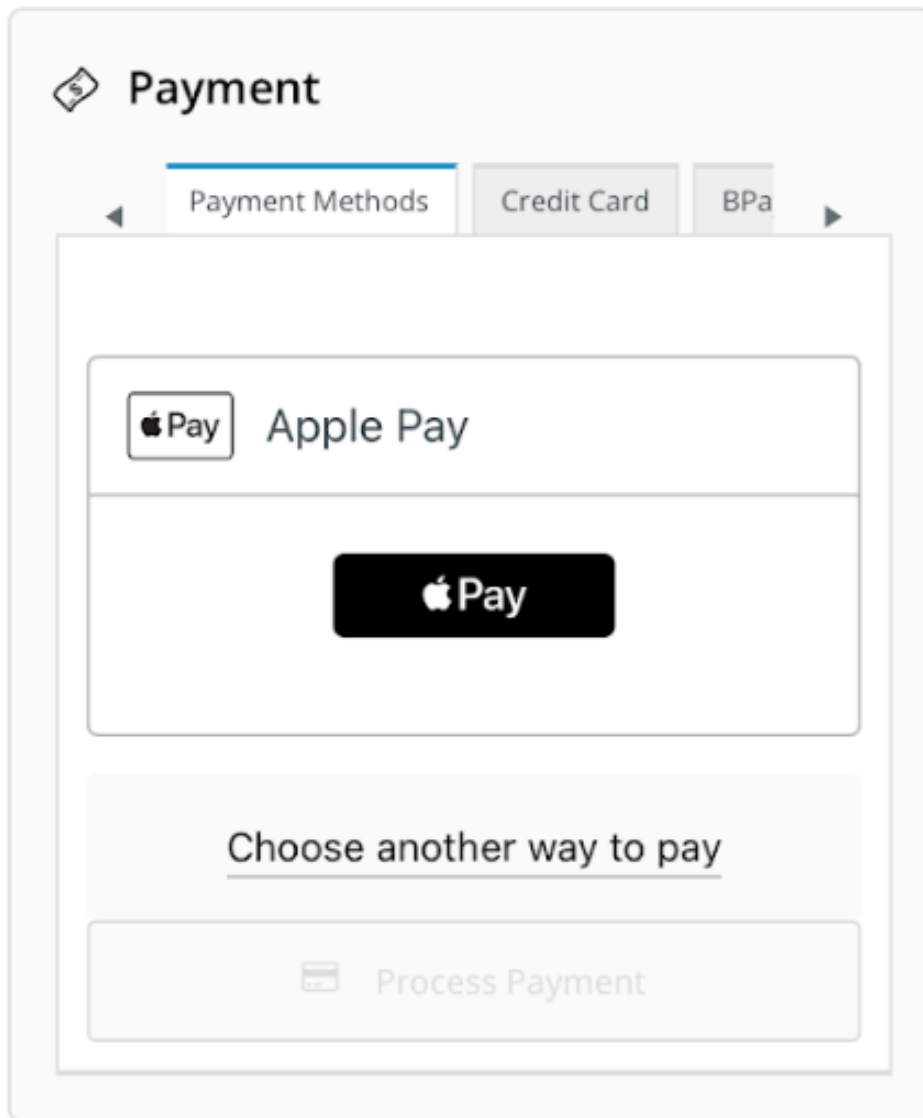 Payment
Payment Methods Credit Card BPa
Pay Apple Pay
Pay
Choose another way to pay
Process Payment